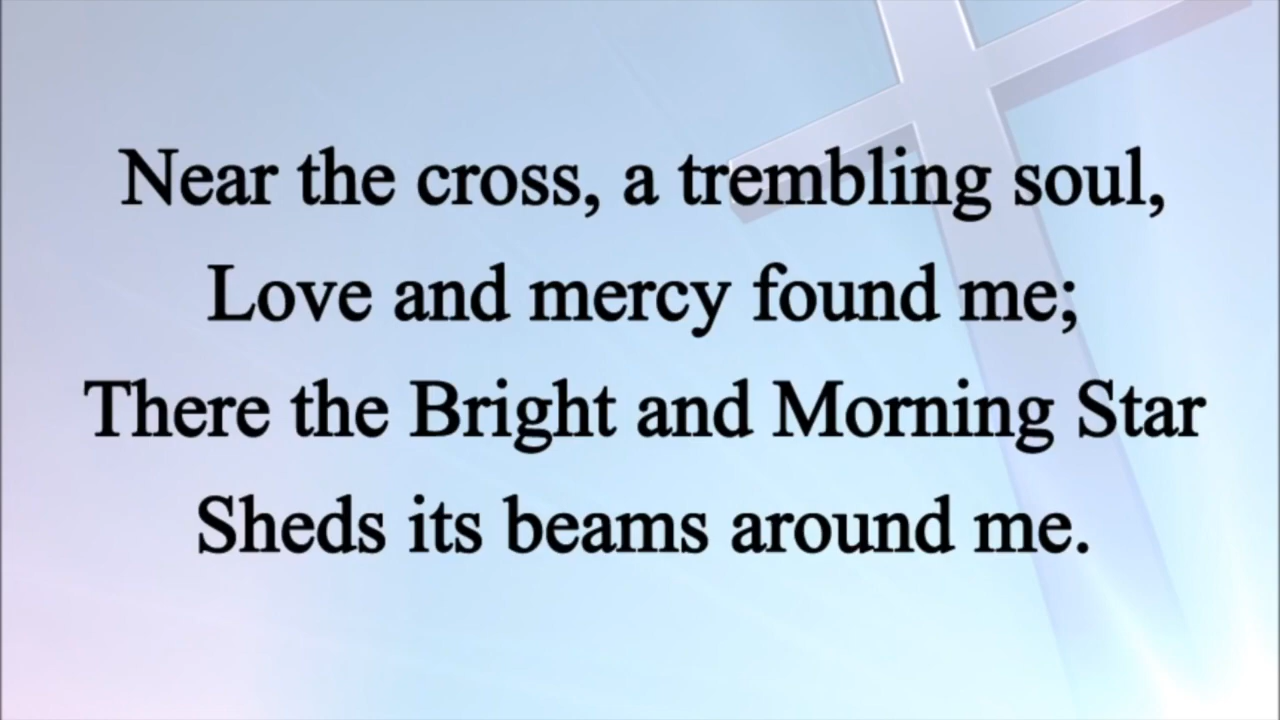 Near the cross, a trembling soul,
Love and mercy found me;
There the Bright and Morning Star
Sheds its beams around me.